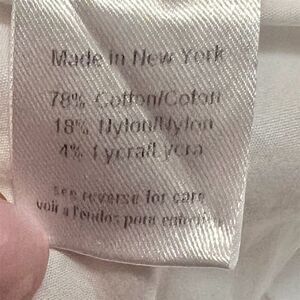 Made in New York
78% Cotton/Coton
18% Nylon/Nylon
4% Lycra/Lycra
see reverse for care
voir a l'endos pour entretien